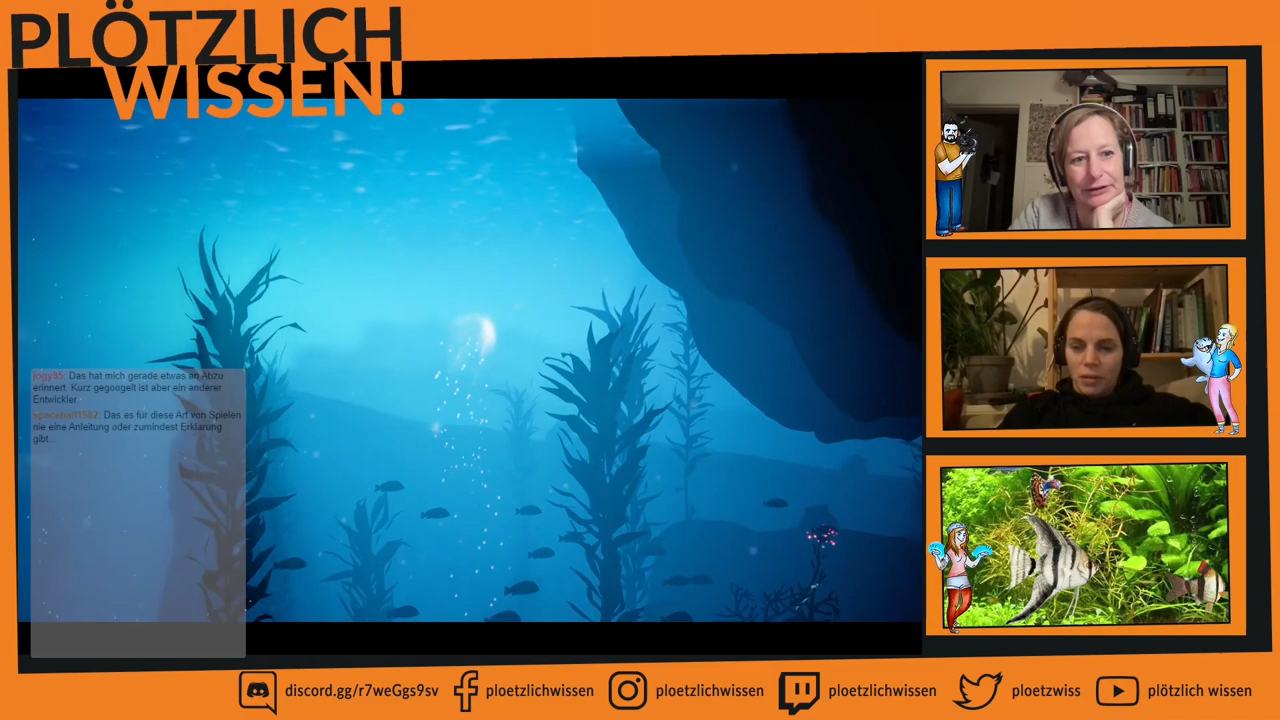 PLÖTZLICH
WISSEN!
jogy85: Das hat mich gerade etwas an Abzu
erinnert. Kurz gegoogelt ist aber ein anderer
Entwickler
spaceball1982: Das es für diese Art von Spielen
nie eine Anleitung oder zumindest Erklärung
gibt...
discord.gg/r7weGgs9sv ploetzlichwissen ploetzlichwissen ploetzlichwissen ploetzwiss plötzlich wissen